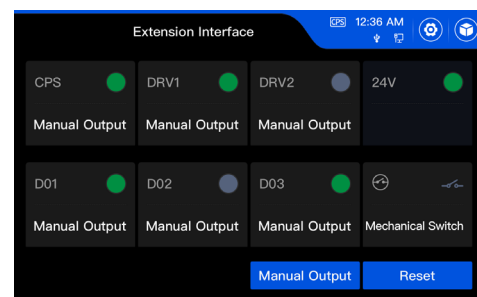 Extension Interface
CPS 12:36 AM
CPS DRV1 DRV2 24V
Manual Output Manual Output Manual Output
D01 D02 D03
Manual Output Manual Output Manual Output Mechanical Switch
Manual Output Reset